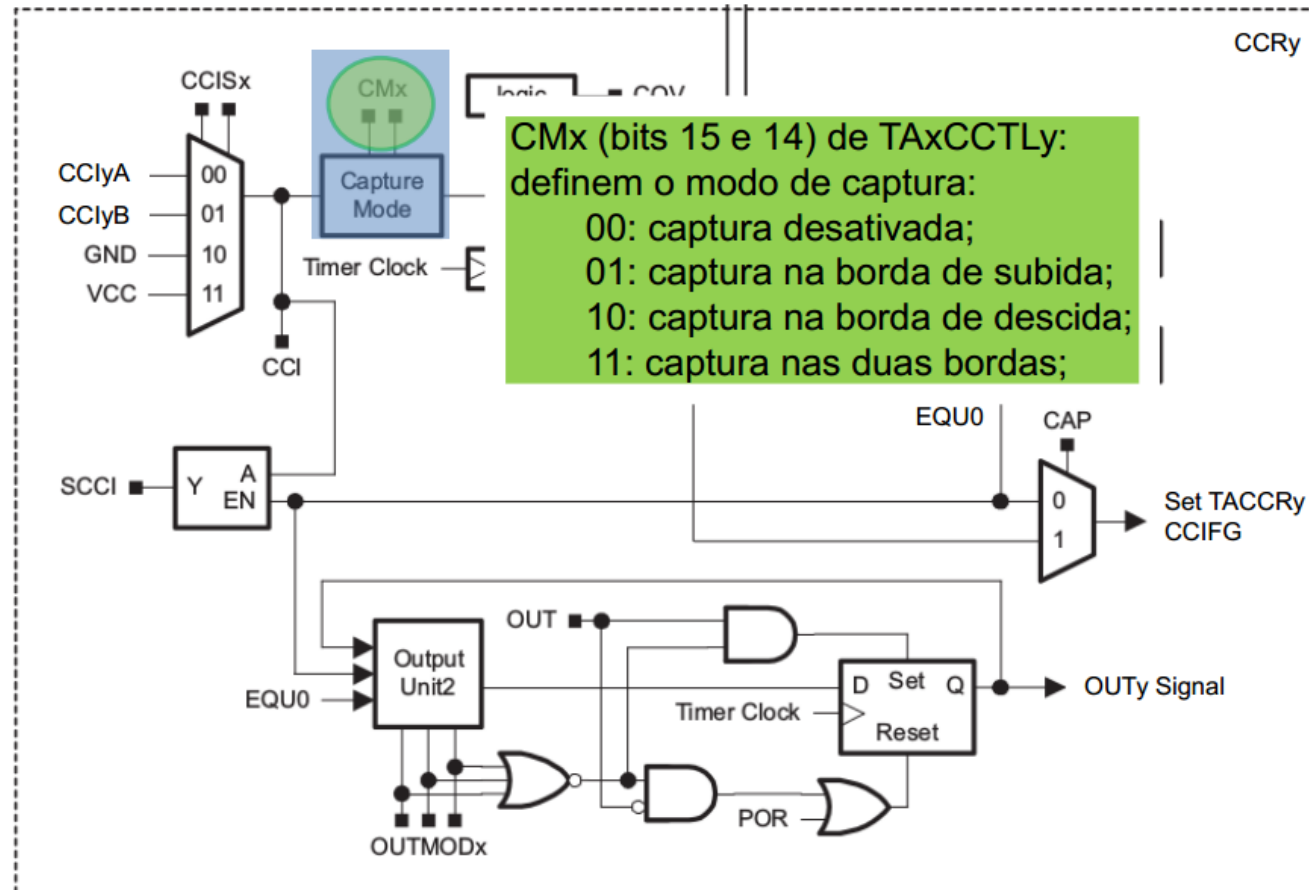 CCRy
CCISx
CMx
logic
COV
CCIyA
CCIyB
GND
VCC
00
01
10
11
Capture
Mode
Timer Clock
CCI
CMx (bits 15 e 14) de TAxCCTLy:
definem o modo de captura:
00: captura desativada;
01: captura na borda de subida;
10: captura na borda de descida;
11: captura nas duas bordas;
EQU0
CAP
SCCI
Y
A
EN
0
1
Set TACCRy
CCIFG
OUT
Output
Unit2
EQU0
Timer Clock
D
Set
Q
Reset
OUTy Signal
POR
OUTMODx